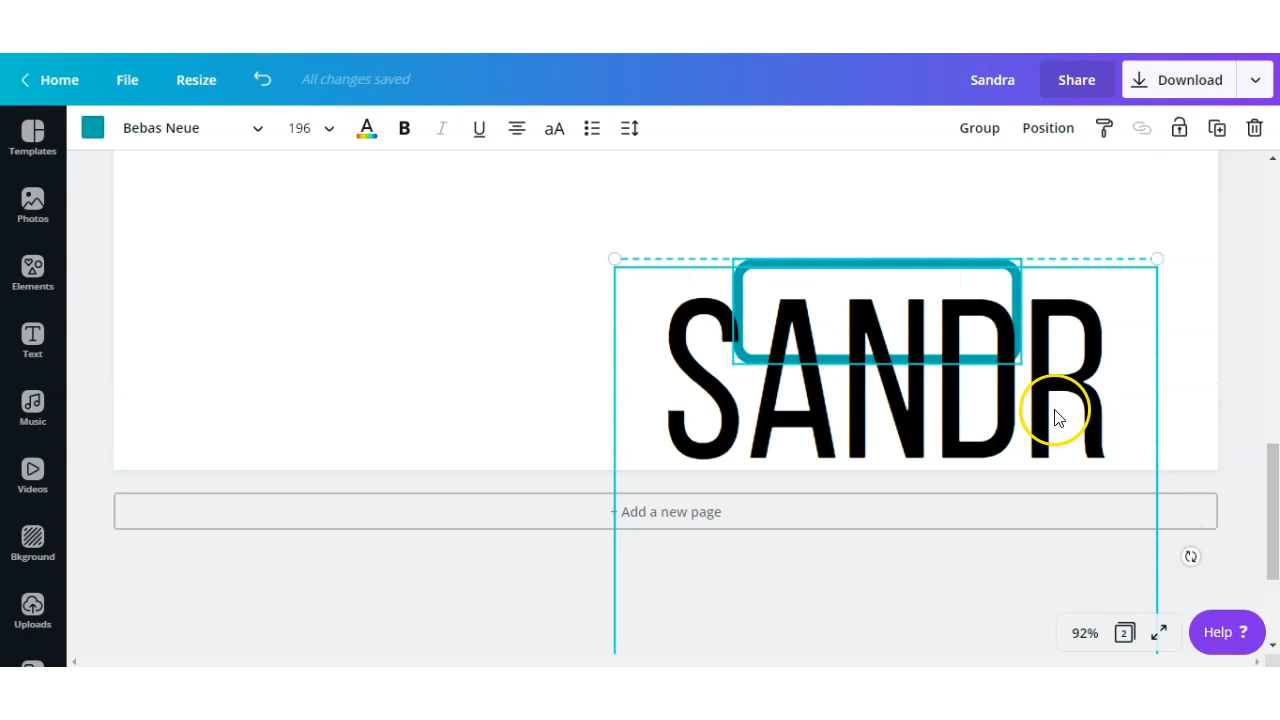 Home File Resize All changes saved Sandra Share Download
Bebas Neue 196 A B I U aA Group Position
Templates
Photos
Elements
Text
Music
Videos
Bkground
Uploads
SANDR
+ Add a new page
92% 2 Help ?